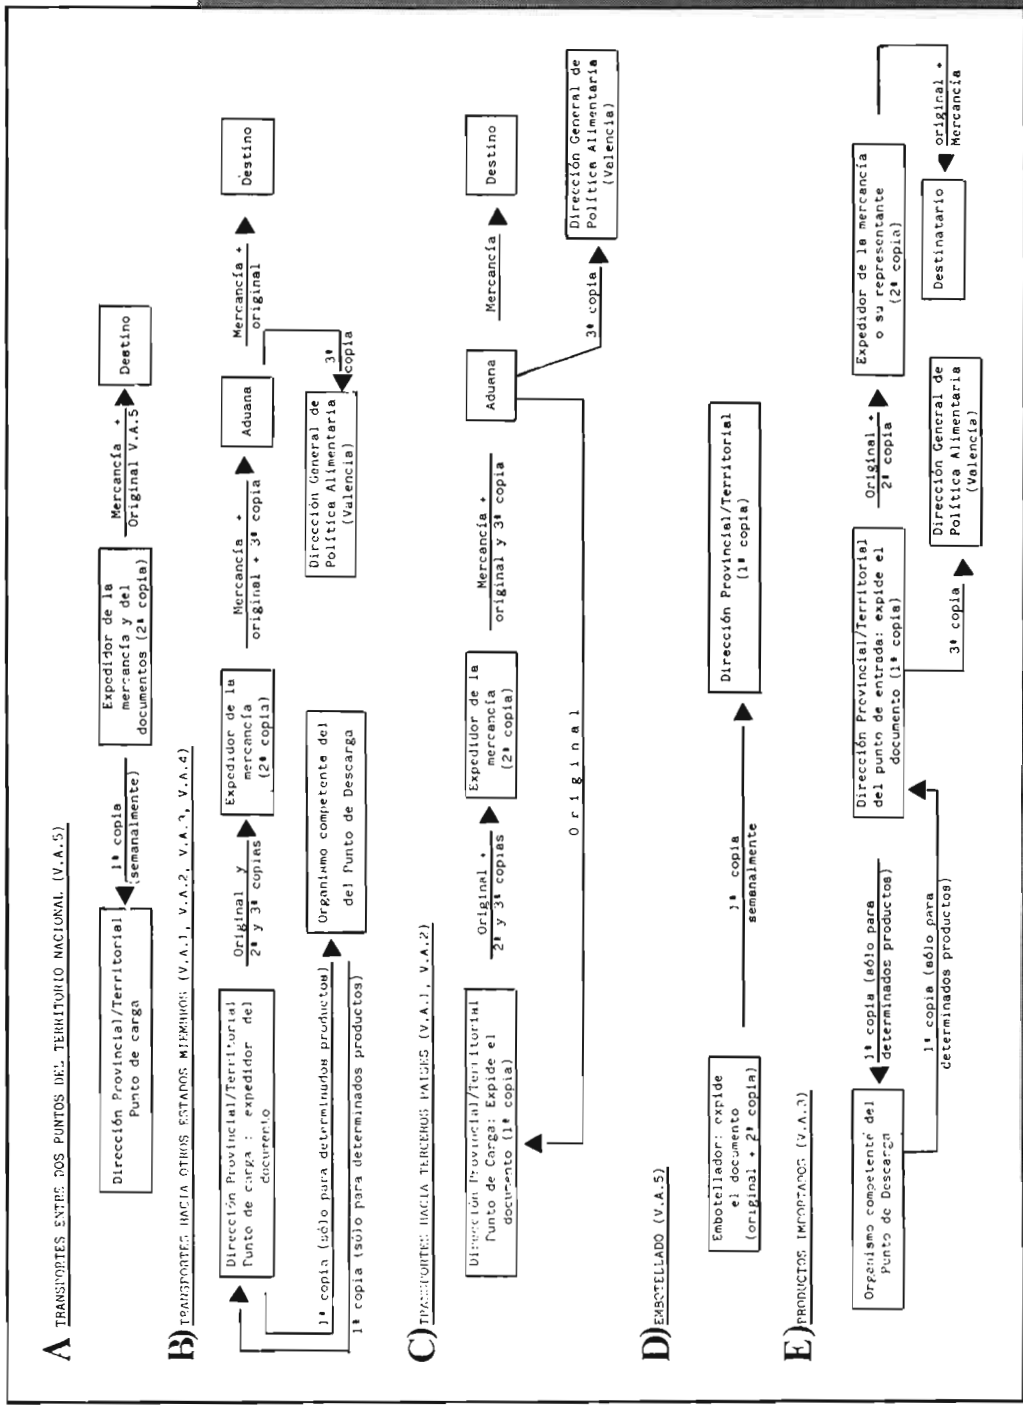 A TRANSPORTES ENTRE DOS PUNTOS DEL TERRITORIO NACIONAL (V.A.5)
Dirección Provincial/Territorial
Punto de carga
1ª copia
(semanalmente)
Expedidor de la
mercancía y del
documentos (2ª copia)
Mercancía +
Original V.A.5
Destino
B) TRANSPORTES HACIA OTROS ESTADOS MIEMBROS (V.A.1, V.A.2, V.A.3, V.A.4)
Dirección Provincial/Territorial
Punto de carga : expedidor del
documento
Original y
2ª y 3ª copias
Expedidor de la
mercancía
(2ª copia)
Mercancía +
original + 3ª copia
Aduana
Mercancía +
original
Destino
3ª
copia
Dirección General de
Política Alimentaria
(Valencia)
1ª copia (sólo para determinados productos)
1ª copia (sólo para determinados productos)
Organismo competente del
del Punto de Descarga
C) TRANSPORTES HACIA TERCEROS PAISES (V.A.1, V.A.2)
Dirección Provincial/Territorial
Punto de Carga: Expide el
documento (1ª copia)
Original +
2ª y 3ª copias
Expedidor de la
mercancía
(2ª copia)
Mercancía +
original y 3ª copia
Aduana
Mercancía
Destino
3ª copia
Dirección General de
Política Alimentaria
(Valencia)
Original
D) EMBOTELLADO (V.A.5)
Embotellador: expide
el documento
(original + 2ª copia)
1ª copia
semanalmente
Dirección Provincial/Territorial
(1ª copia)
E) PRODUCTOS IMPORTADOS (V.A.3)
Organismo competente del
Punto de Descarga
1ª copia (sólo para
determinados productos)
1ª copia (sólo para
determinados productos)
Dirección Provincial/Territorial
del punto de entrada: expide el
documento (1ª copia)
Original +
2ª copia
3ª copia
Dirección General de
Política Alimentaria
(Valencia)
Expedidor de la mercancía
o su representante
(2ª copia)
original +
Mercancía
Destinatario